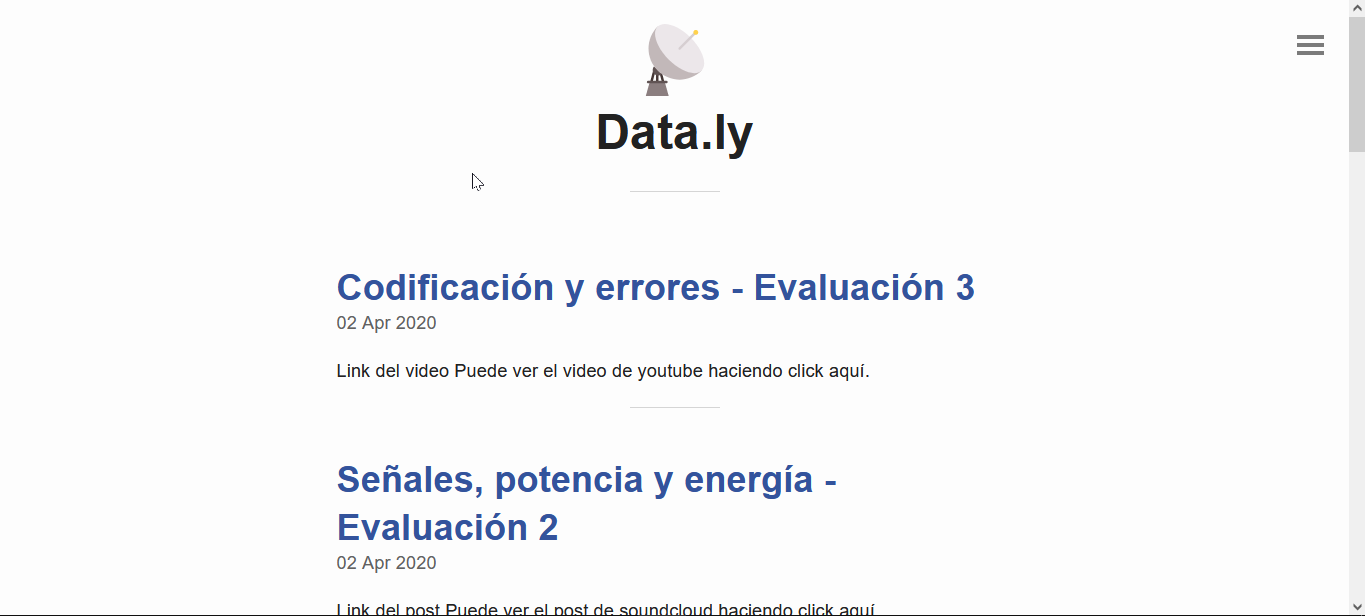 Data.ly
Codificación y errores - Evaluación 3
02 Apr 2020
Link del video Puede ver el video de youtube haciendo click aquí.
Señales, potencia y energía -
Evaluación 2
02 Apr 2020
Link del post Puede ver el post de soundcloud haciendo click aquí